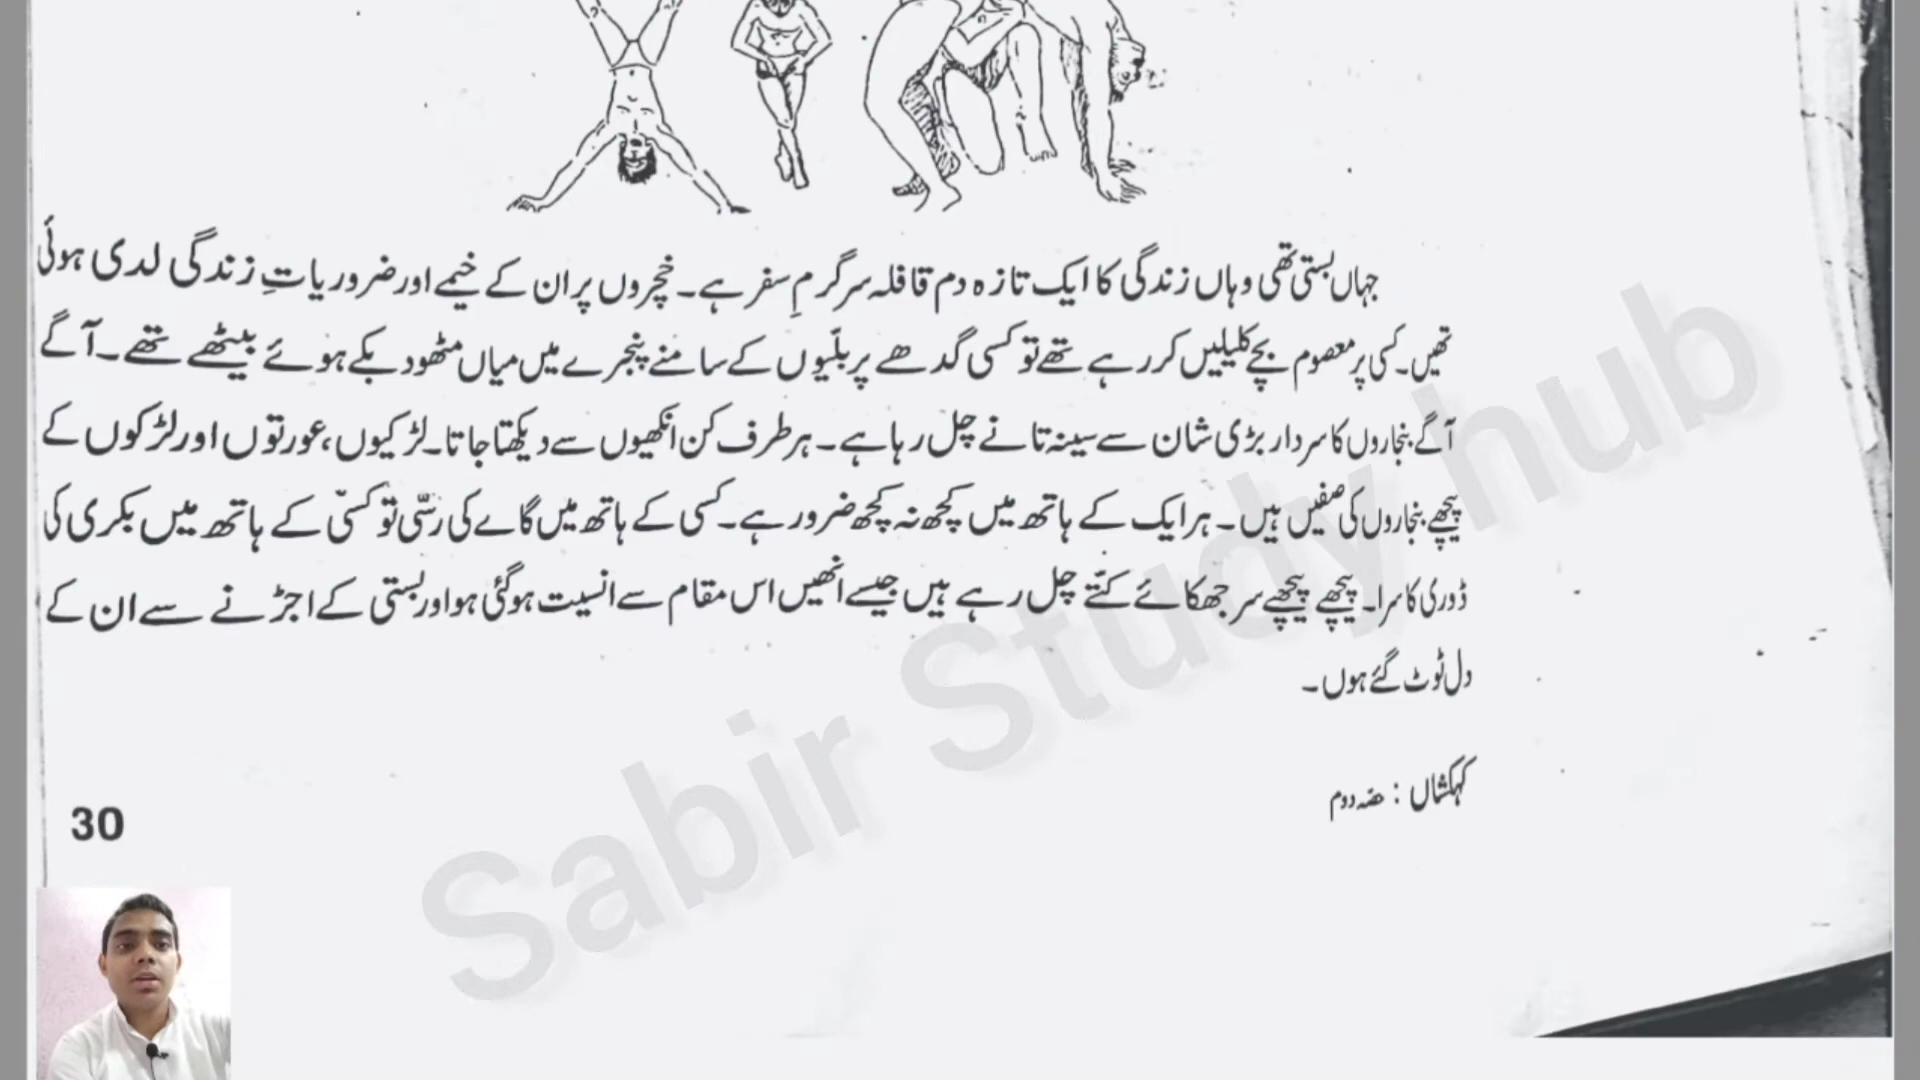 جہاں بستی تھی وہاں زندگی کا ایک تازہ دم قافلہ سرگرمِ سفر ہے۔ خچروں پر ان کے خیمے اور ضروریاتِ زندگی لدی ہوئی
تھیں۔ کسی پر معصوم بچے کلیلیں کر رہے تھے تو کسی گدھے پر بلّیوں کے سامنے پنجرے میں میاں مٹھو دبکے ہوئے بیٹھے تھے۔ آگے
آگے بنجاروں کا سردار بڑی شان سے سینہ تانے چل رہا ہے۔ ہر طرف کن انکھیوں سے دیکھتا جاتا۔ لڑکیوں، عورتوں اور لڑکوں کے
پیچھے بنجاروں کی صفیں ہیں۔ ہر ایک کے ہاتھ میں کچھ نہ کچھ ضرور ہے۔ کسی کے ہاتھ میں گاے کی رسّی تو کسیّ کے ہاتھ میں بکری کی
ڈوری کا سرا۔ پیچھے پیچھے سر جھکائے کتّے چل رہے ہیں جیسے انھیں اس مقام سے انسیت ہو گئی ہو اور بستی کے اجڑنے سے ان کے
دل ٹوٹ گئے ہوں۔
کہکشاں : حصّہ دوم
30
Sabir Study hub